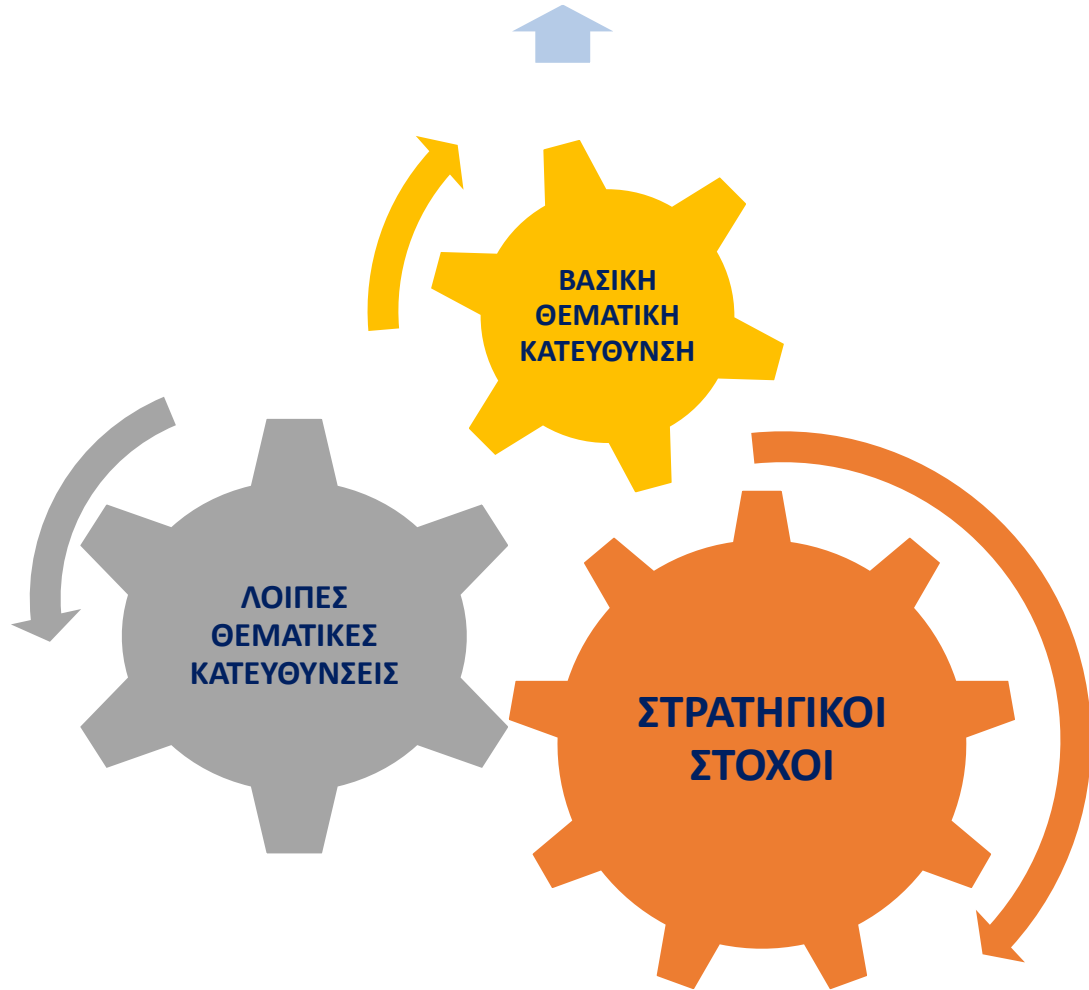 ΒΑΣΙΚΗ
ΘΕΜΑΤΙΚΗ
ΚΑΤΕΥΘΥΝΣΗ
ΛΟΙΠΕΣ
ΘΕΜΑΤΙΚΕΣ
ΚΑΤΕΥΘΥΝΣΕΙΣ
ΣΤΡΑΤΗΓΙΚΟΙ
ΣΤΟΧΟΙ